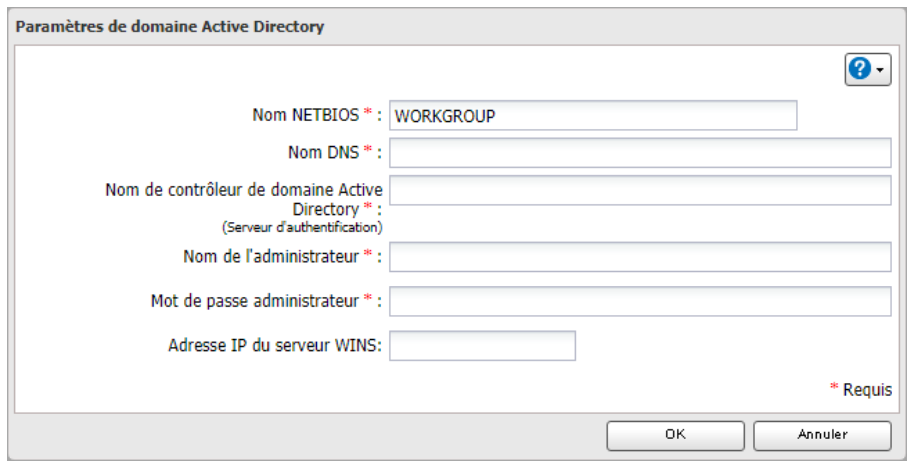 Paramètres de domaine Active Directory
Nom NETBIOS * : WORKGROUP
Nom DNS * :
Nom de contrôleur de domaine Active
Directory * :
(Serveur d'authentification)
Nom de l'administrateur * :
Mot de passe administrateur * :
Adresse IP du serveur WINS:
* Requis
OK Annuler